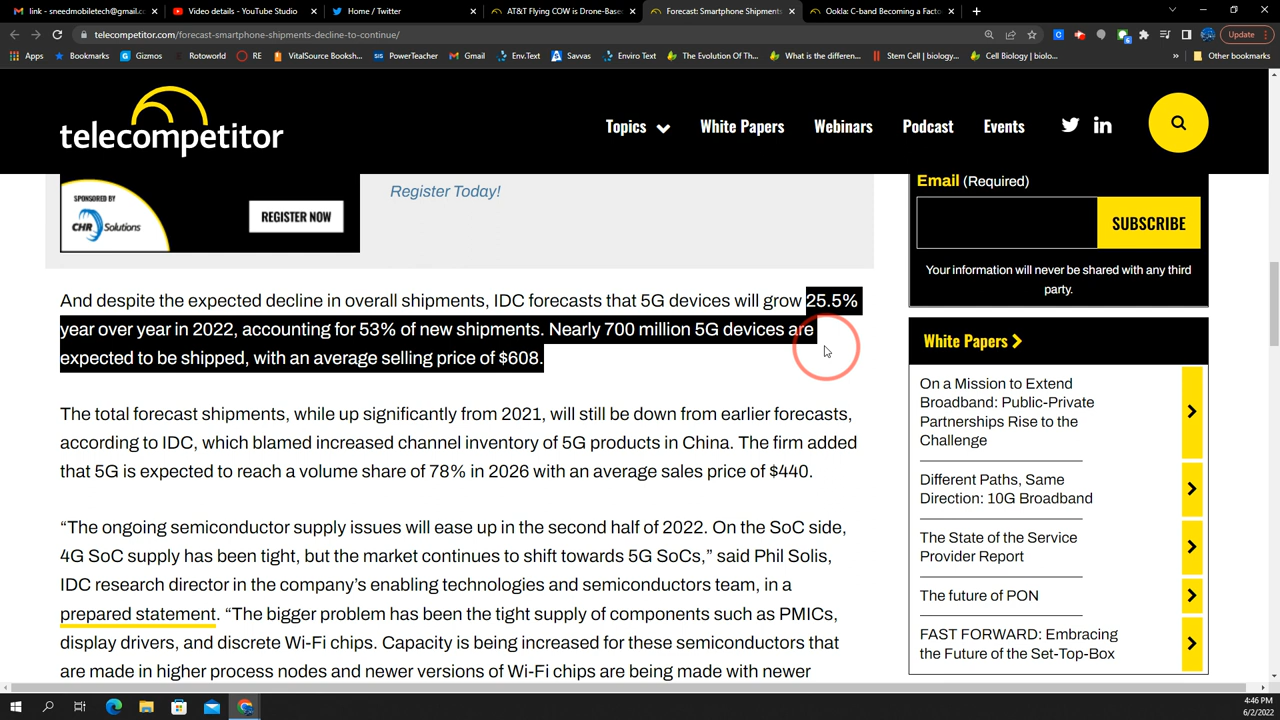 link - sneedmobiletech@gmail.c
Video details - YouTube Studio
Home / Twitter
AT&T Flying COW is Drone-Based
Forecast: Smartphone Shipments
Ookla: C-band Becoming a Facto
telecompetitor.com/forecast-smartphone-shipments-decline-to-continue/
Update
Apps
Bookmarks
Gizmos
Rotoworld
RE
VitalSource Booksh...
PowerTeacher
Gmail
Env.Text
Savvas
Enviro Text
The Evolution Of Th...
What is the differen...
Stem Cell | biology...
Cell Biology | biolo...
Other bookmarks
telecompetitor
Topics
White Papers
Webinars
Podcast
Events
SPONSORED BY
CHR Solutions
REGISTER NOW
Register Today!
Email (Required)
SUBSCRIBE
Your information will never be shared with any third
party.
And despite the expected decline in overall shipments, IDC forecasts that 5G devices will grow 25.5%
year over year in 2022, accounting for 53% of new shipments. Nearly 700 million 5G devices are
expected to be shipped, with an average selling price of $608.
The total forecast shipments, while up significantly from 2021, will still be down from earlier forecasts,
according to IDC, which blamed increased channel inventory of 5G products in China. The firm added
that 5G is expected to reach a volume share of 78% in 2026 with an average sales price of $440.
“The ongoing semiconductor supply issues will ease up in the second half of 2022. On the SoC side,
4G SoC supply has been tight, but the market continues to shift towards 5G SoCs,” said Phil Solis,
IDC research director in the company’s enabling technologies and semiconductors team, in a
prepared statement. “The bigger problem has been the tight supply of components such as PMICs,
display drivers, and discrete Wi-Fi chips. Capacity is being increased for these semiconductors that
are made in higher process nodes and newer versions of Wi-Fi chips are being made with newer
White Papers
On a Mission to Extend
Broadband: Public-Private
Partnerships Rise to the
Challenge
Different Paths, Same
Direction: 10G Broadband
The State of the Service
Provider Report
The future of PON
FAST FORWARD: Embracing
the Future of the Set-Top-Box
4:46 PM
6/2/2022